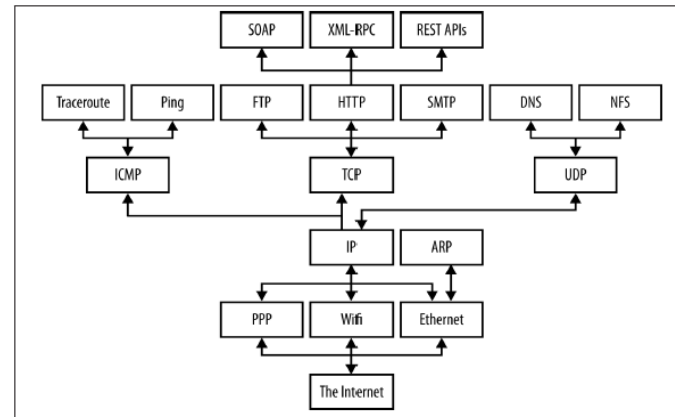 SOAP
XML-RPC
REST APIs
Traceroute
Ping
FTP
HTTP
SMTP
DNS
NFS
ICMP
TCIP
UDP
IP
ARP
PPP
Wifi
Ethernet
The Internet